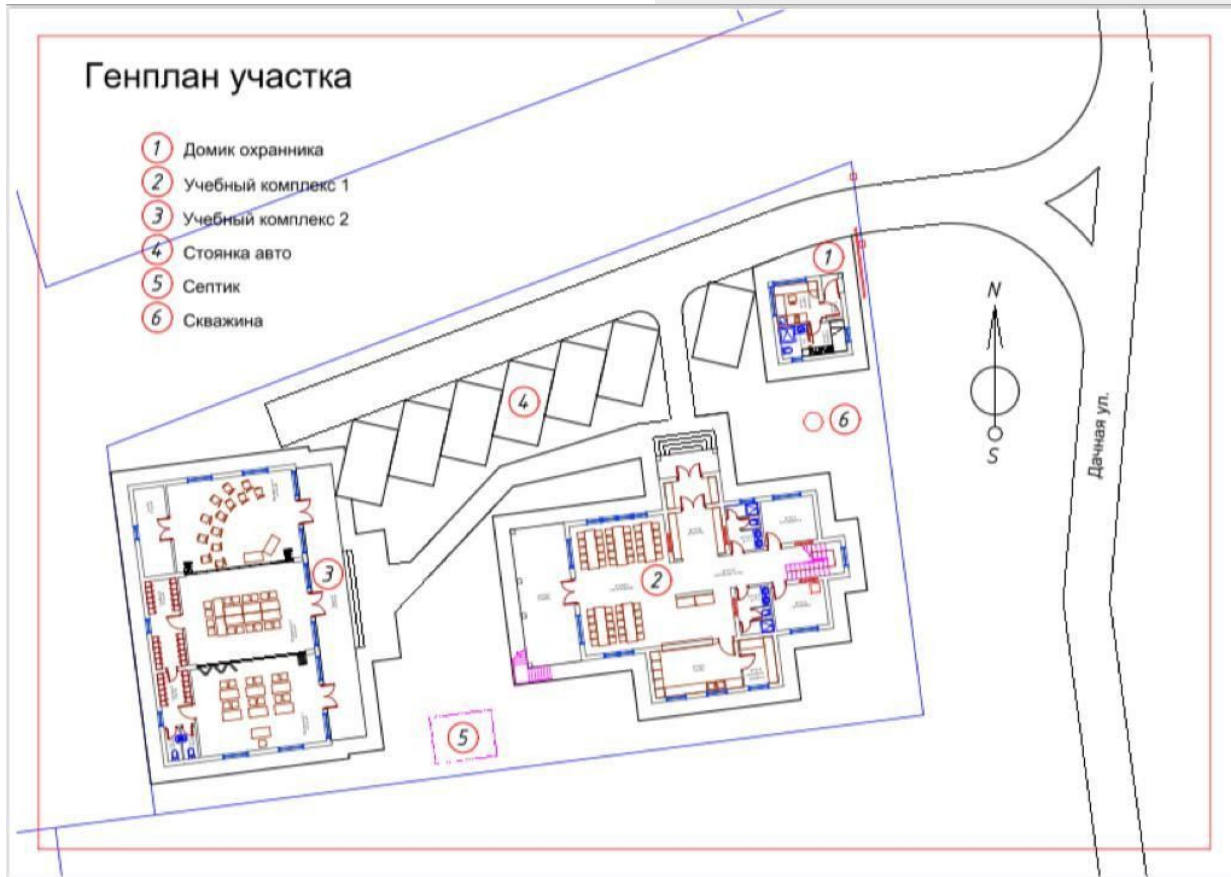 Генплан участка
1 Домик охранника
2 Учебный комплекс 1
3 Учебный комплекс 2
4 Стоянка авто
5 Септик
6 Скважина
1
N
4
6
S
Дачная ул.
3
2
5